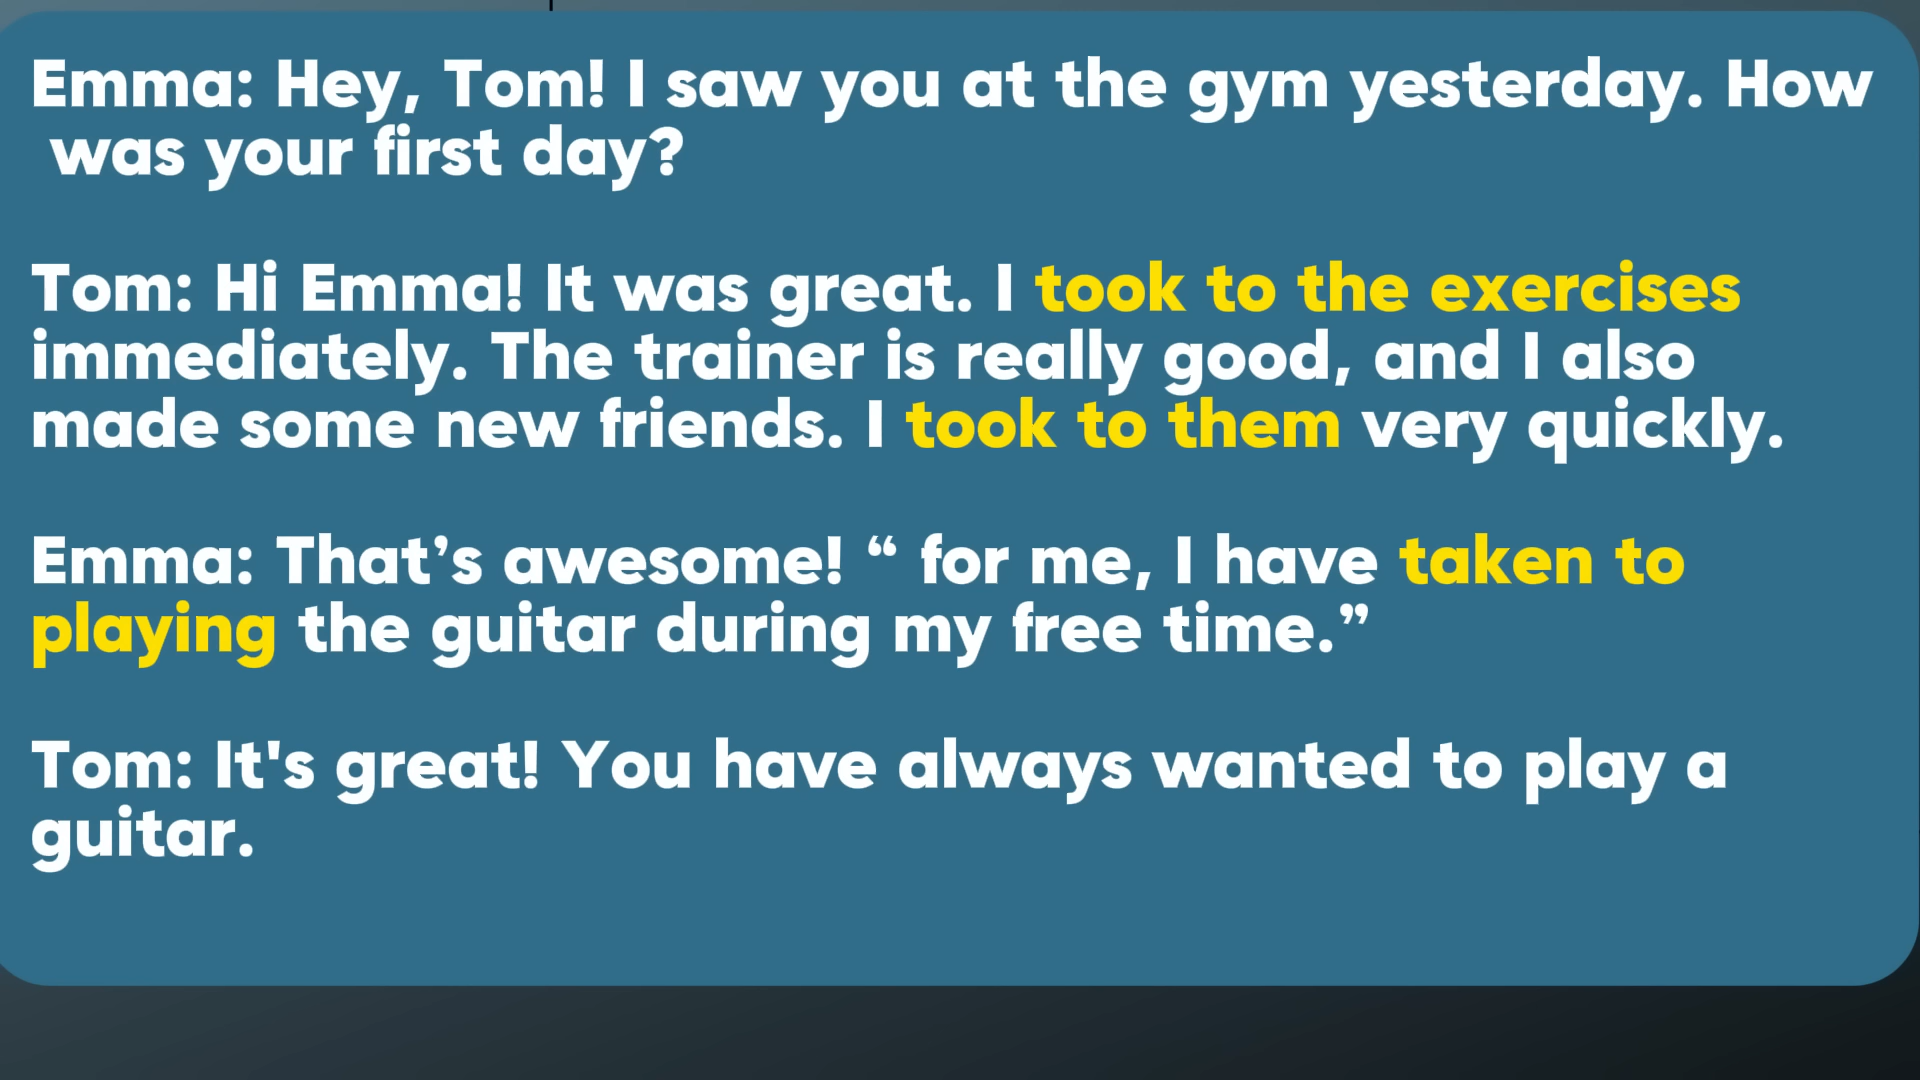 Emma: Hey, Tom! I saw you at the gym yesterday. How
was your first day?
Tom: Hi Emma! It was great. I took to the exercises
immediately. The trainer is really good, and I also
made some new friends. I took to them very quickly.
Emma: That’s awesome! “ for me, I have taken to
playing the guitar during my free time.”
Tom: It's great! You have always wanted to play a
guitar.